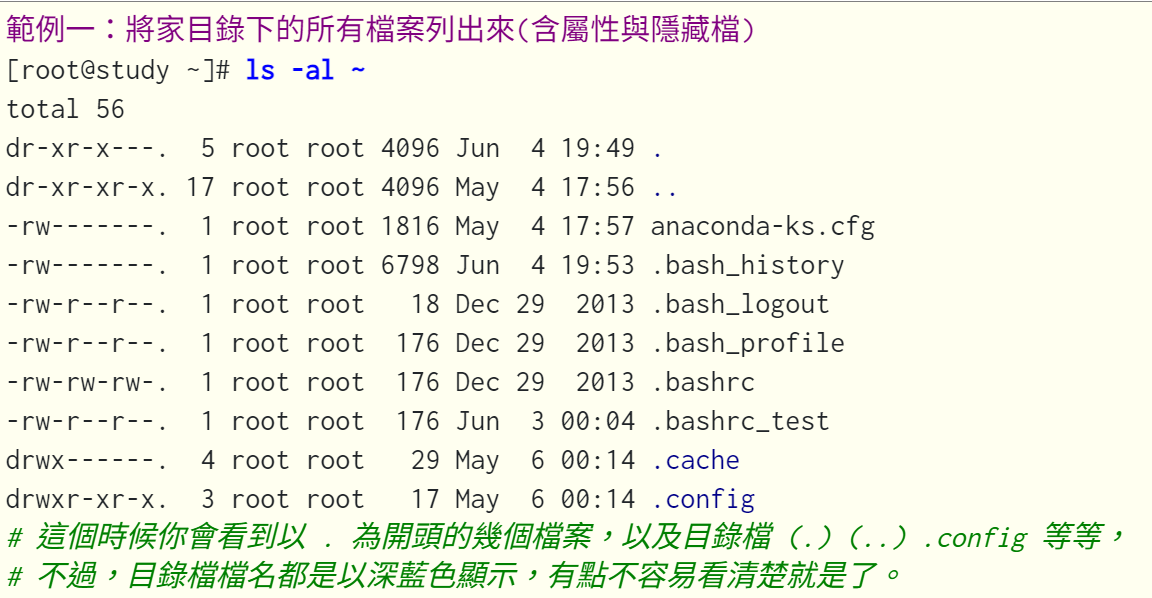 範例一：將家目錄下的所有檔案列出來(含屬性與隱藏檔)
[root@study ~]# ls -al ~
total 56
dr-xr-x---.  5 root root 4096 Jun  4 19:49 .
dr-xr-xr-x. 17 root root 4096 May  4 17:56 ..
-rw-------.  1 root root 1816 May  4 17:57 anaconda-ks.cfg
-rw-------.  1 root root 6798 Jun  4 19:53 .bash_history
-rw-r--r--.  1 root root   18 Dec 29  2013 .bash_logout
-rw-r--r--.  1 root root  176 Dec 29  2013 .bash_profile
-rw-rw-rw-.  1 root root  176 Dec 29  2013 .bashrc
-rw-r--r--.  1 root root  176 Jun  3 00:04 .bashrc_test
drwx------.  4 root root   29 May  6 00:14 .cache
drwxr-xr-x.  3 root root   17 May  6 00:14 .config
# 這個時候你會看到以 . 為開頭的幾個檔案，以及目錄檔 (.) (..) .config 等等，
# 不過，目錄檔檔名都是以深藍色顯示，有點不容易看清楚就是了。